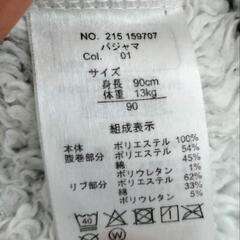 NO. 215 159707
パジャマ
Col. 01
サイズ
身長 90cm
体重 13kg
90
組成表示
本体 ポリエステル
腹巻部分 ポリエステル 54%
綿 45%
ポリウレタン 1%
リブ部分 ポリエステル 62%
綿 33%
ポリウレタン 5%
40
W